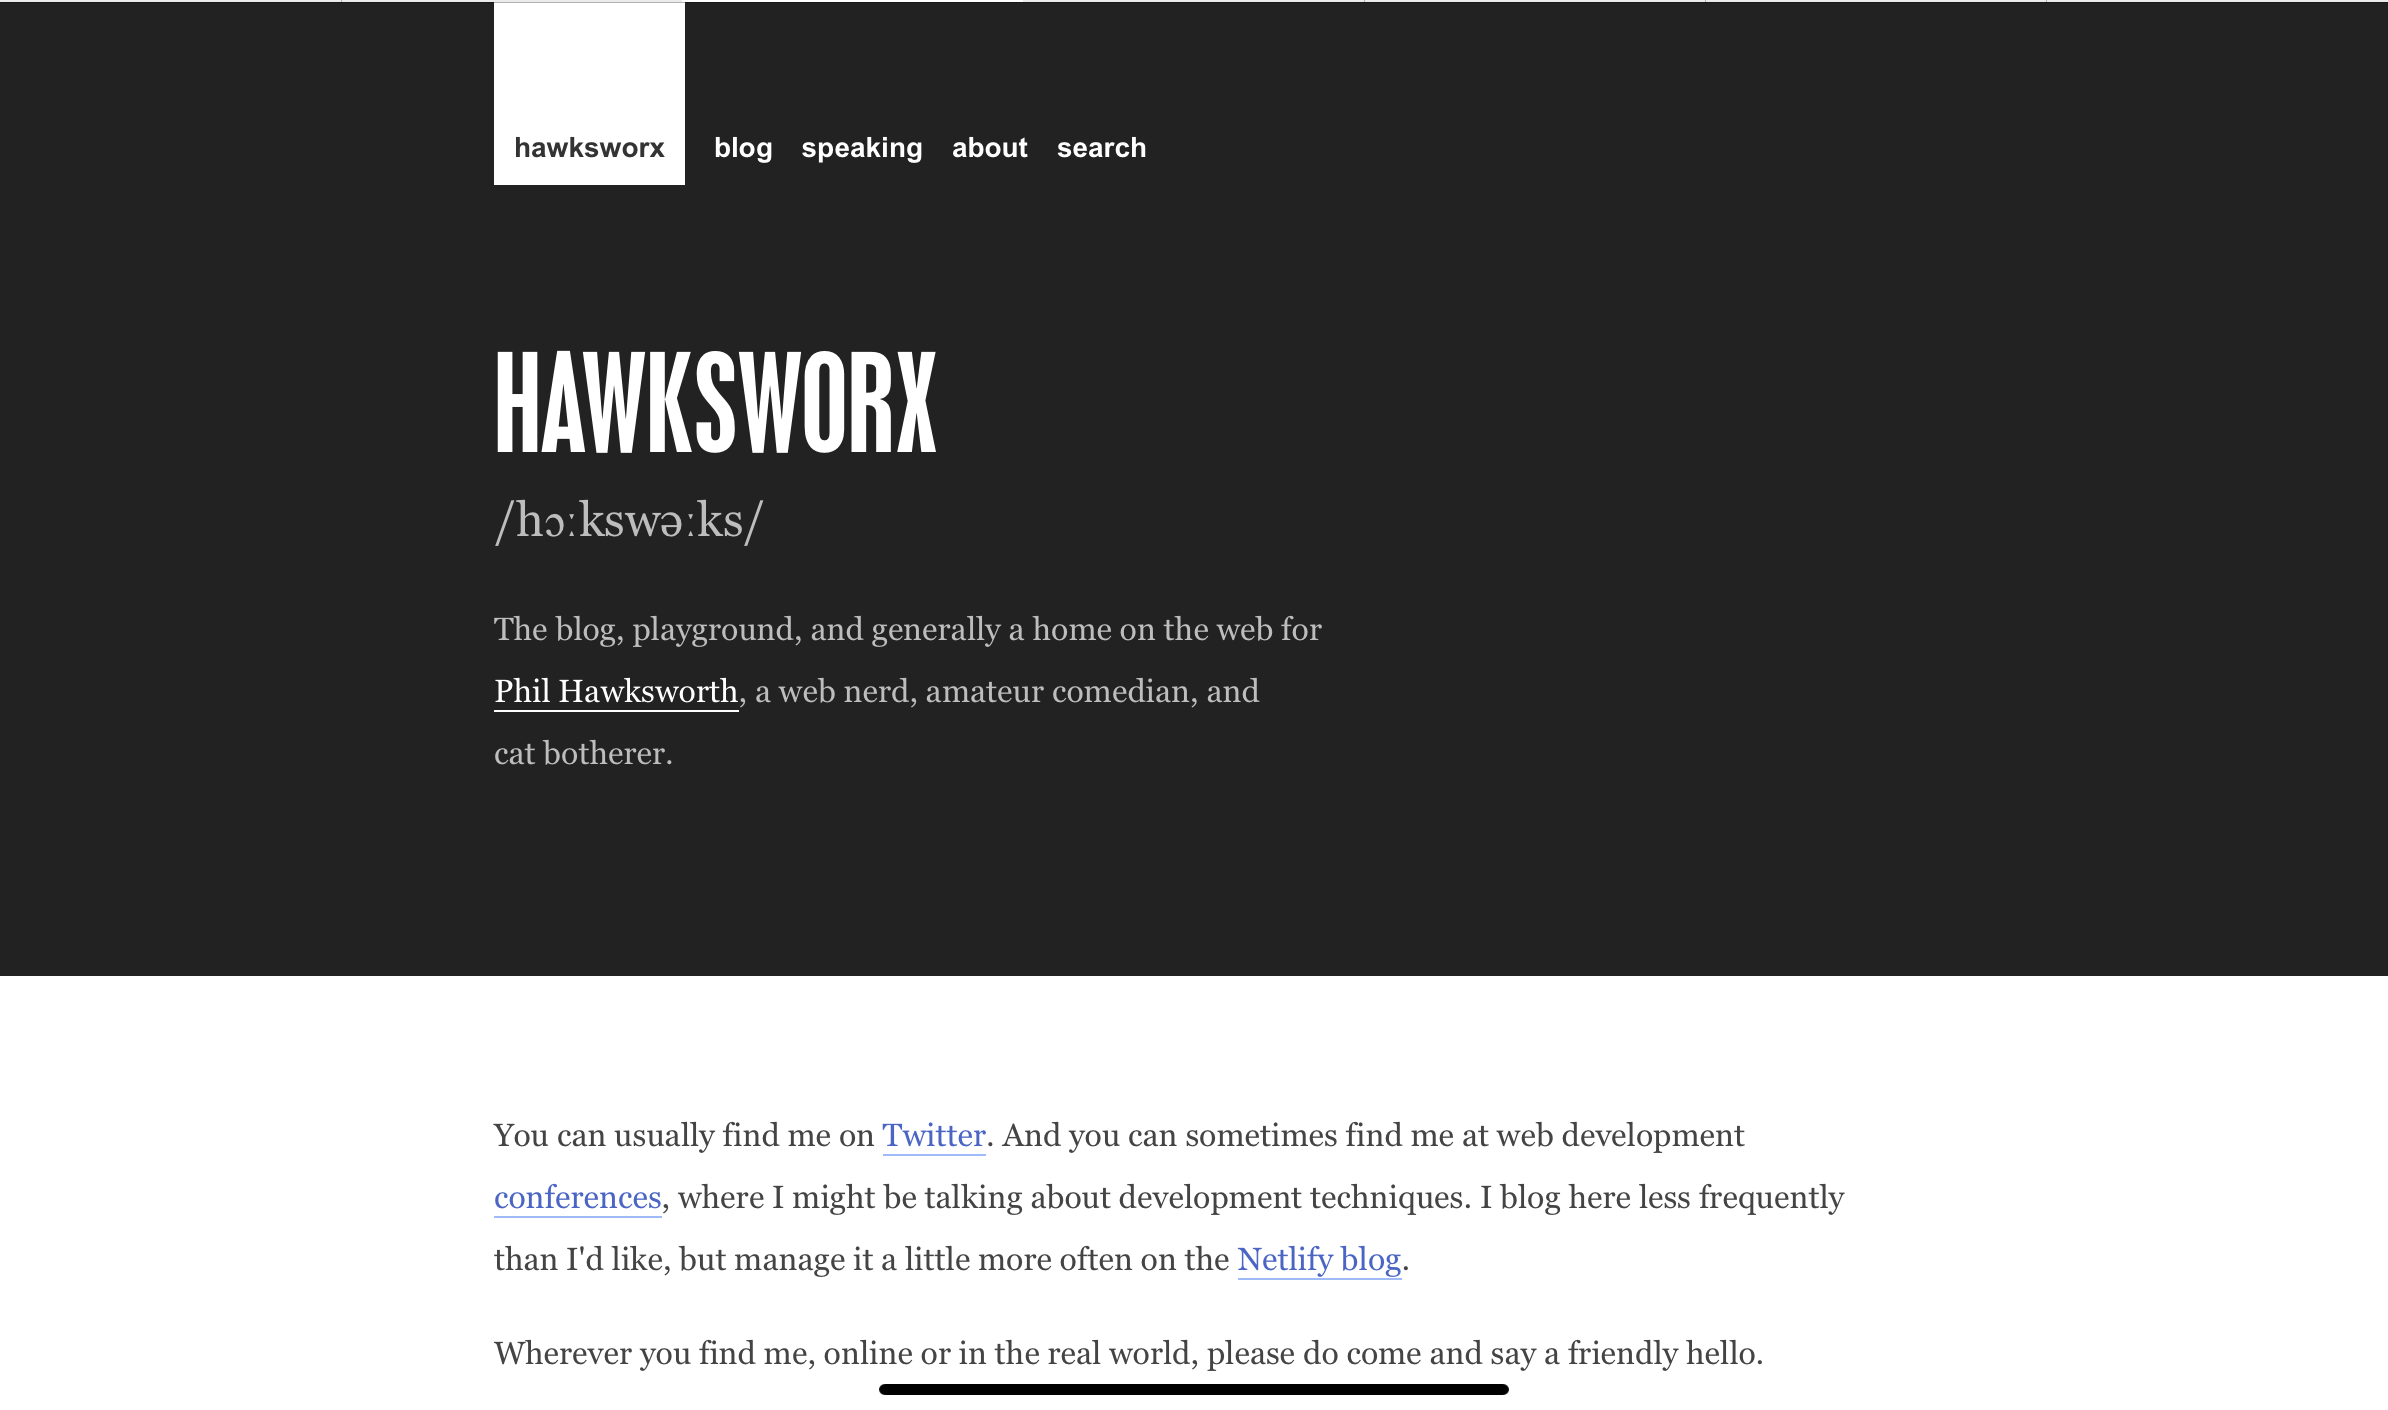 hawksworx blog speaking about search
HAWKSWORX
/hɔːkswəːks/
The blog, playground, and generally a home on the web for
Phil Hawksworth, a web nerd, amateur comedian, and
cat botherer.
You can usually find me on Twitter. And you can sometimes find me at web development
conferences, where I might be talking about development techniques. I blog here less frequently
than I'd like, but manage it a little more often on the Netlify blog.
Wherever you find me, online or in the real world, please do come and say a friendly hello.